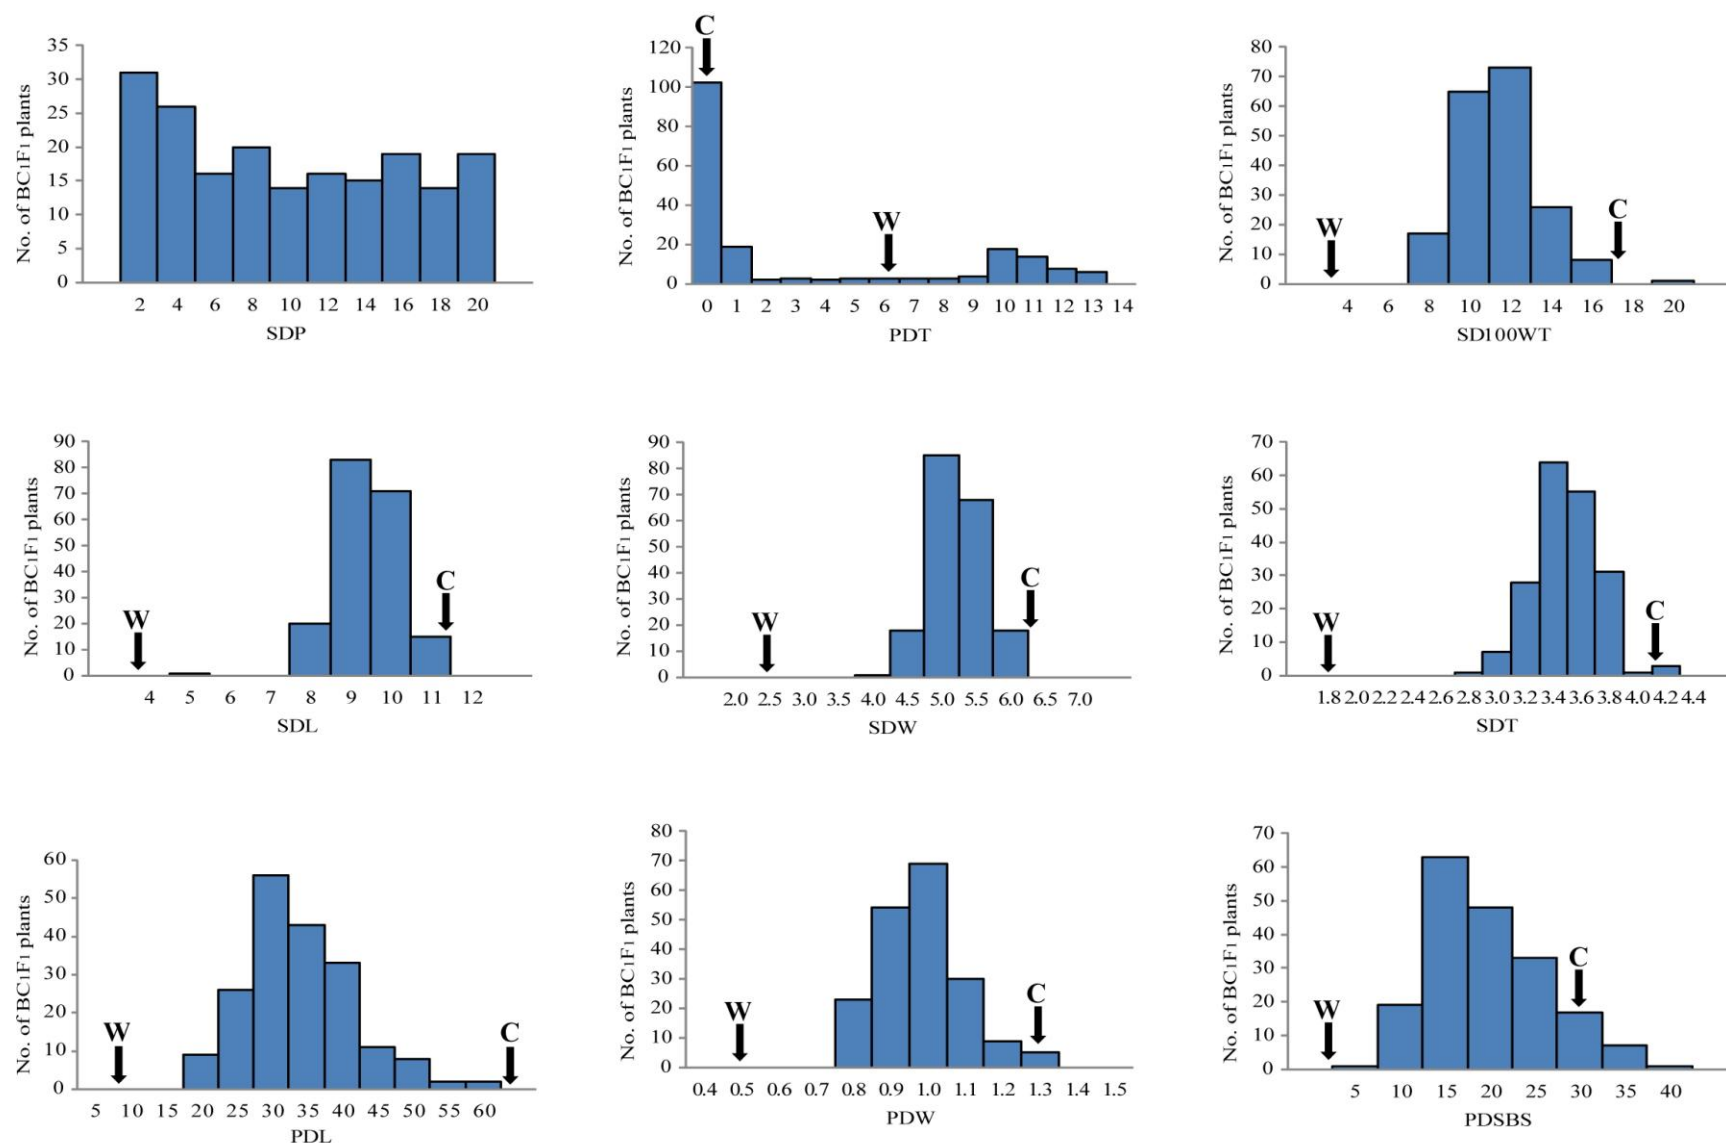 No. of BC1F1 plants
35
30
25
20
15
10
5
0
2 4 6 8 10 12 14 16 18 20
SDP
C
W
No. of BC1F1 plants
120
100
80
60
40
20
0
0 1 2 3 4 5 6 7 8 9 10 11 12 13 14
PDT
W
C
No. of BC1F1 plants
80
70
60
50
40
30
20
10
0
4 6 8 10 12 14 16 18 20
SD100WT
W
C
No. of BC1F1 plants
90
80
70
60
50
40
30
20
10
0
4 5 6 7 8 9 10 11 12
SDL
W
C
No. of BC1F1 plants
90
80
70
60
50
40
30
20
10
0
2.0 2.5 3.0 3.5 4.0 4.5 5.0 5.5 6.0 6.5 7.0
SDW
W
C
No. of BC1F1 plants
70
60
50
40
30
20
10
0
1.8 2.0 2.2 2.4 2.6 2.8 3.0 3.2 3.4 3.6 3.8 4.0 4.2 4.4
SDT
W
C
No. of BC1F1 plants
60
50
40
30
20
10
0
5 10 15 20 25 30 35 40 45 50 55 60
PDL
W
C
No. of BC1F1 plants
80
70
60
50
40
30
20
10
0
0.4 0.5 0.6 0.7 0.8 0.9 1.0 1.1 1.2 1.3 1.4 1.5
PDW
W
C
No. of BC1F1 plants
70
60
50
40
30
20
10
0
5 10 15 20 25 30 35 40
PDSBS